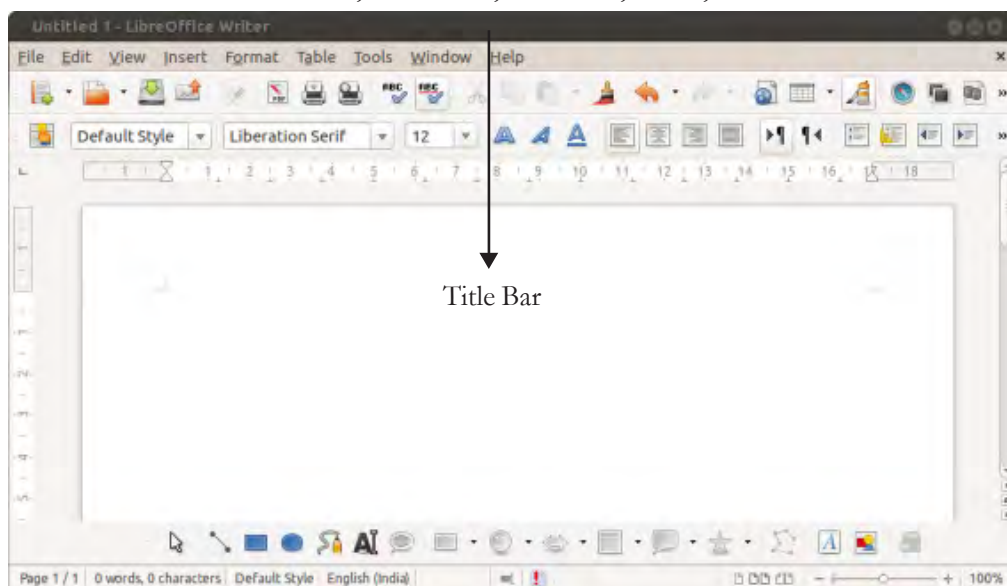 Untitled 1 - LibreOffice Writer
File Edit View Insert Format Table Tools Window Help
Default Style Liberation Serif 12
1 1 2 3 4 5 6 7 8 9 10 11 12 13 14 15 16 17 18
Title Bar
Page 1 / 1 0 words, 0 characters Default Style English (India) 100%